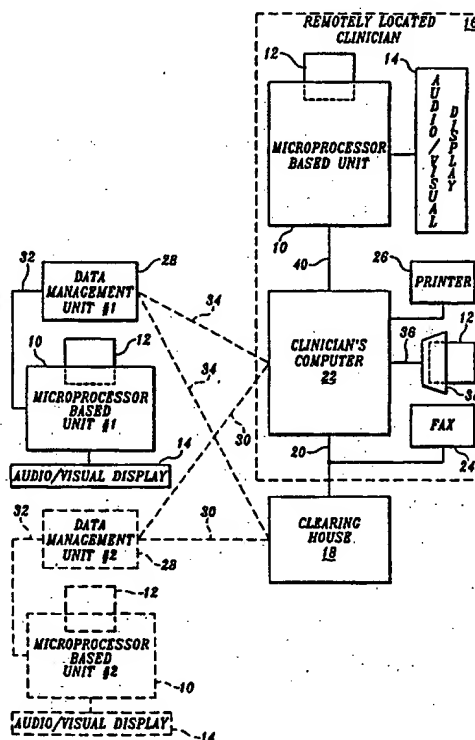 REMOTELY LOCATED
CLINICIAN
16
12
14
MICROPROCESSOR
BASED UNIT
AUDIO/VISUAL
DISPLAY
10
40
32
28
DATA
MANAGEMENT
UNIT #1
26
PRINTER
34
12
10
12
MICROPROCESSOR
BASED
UNIT #1
34
CLINICIAN'S
COMPUTER
22
36
FAX
24
14
30
20
AUDIO/VISUAL DISPLAY
32
DATA
MANAGEMENT
UNIT #2
30
28
CLEARING
HOUSE
18
12
MICROPROCESSOR
BASED
UNIT #2
10
AUDIO/VISUAL DISPLAY
14